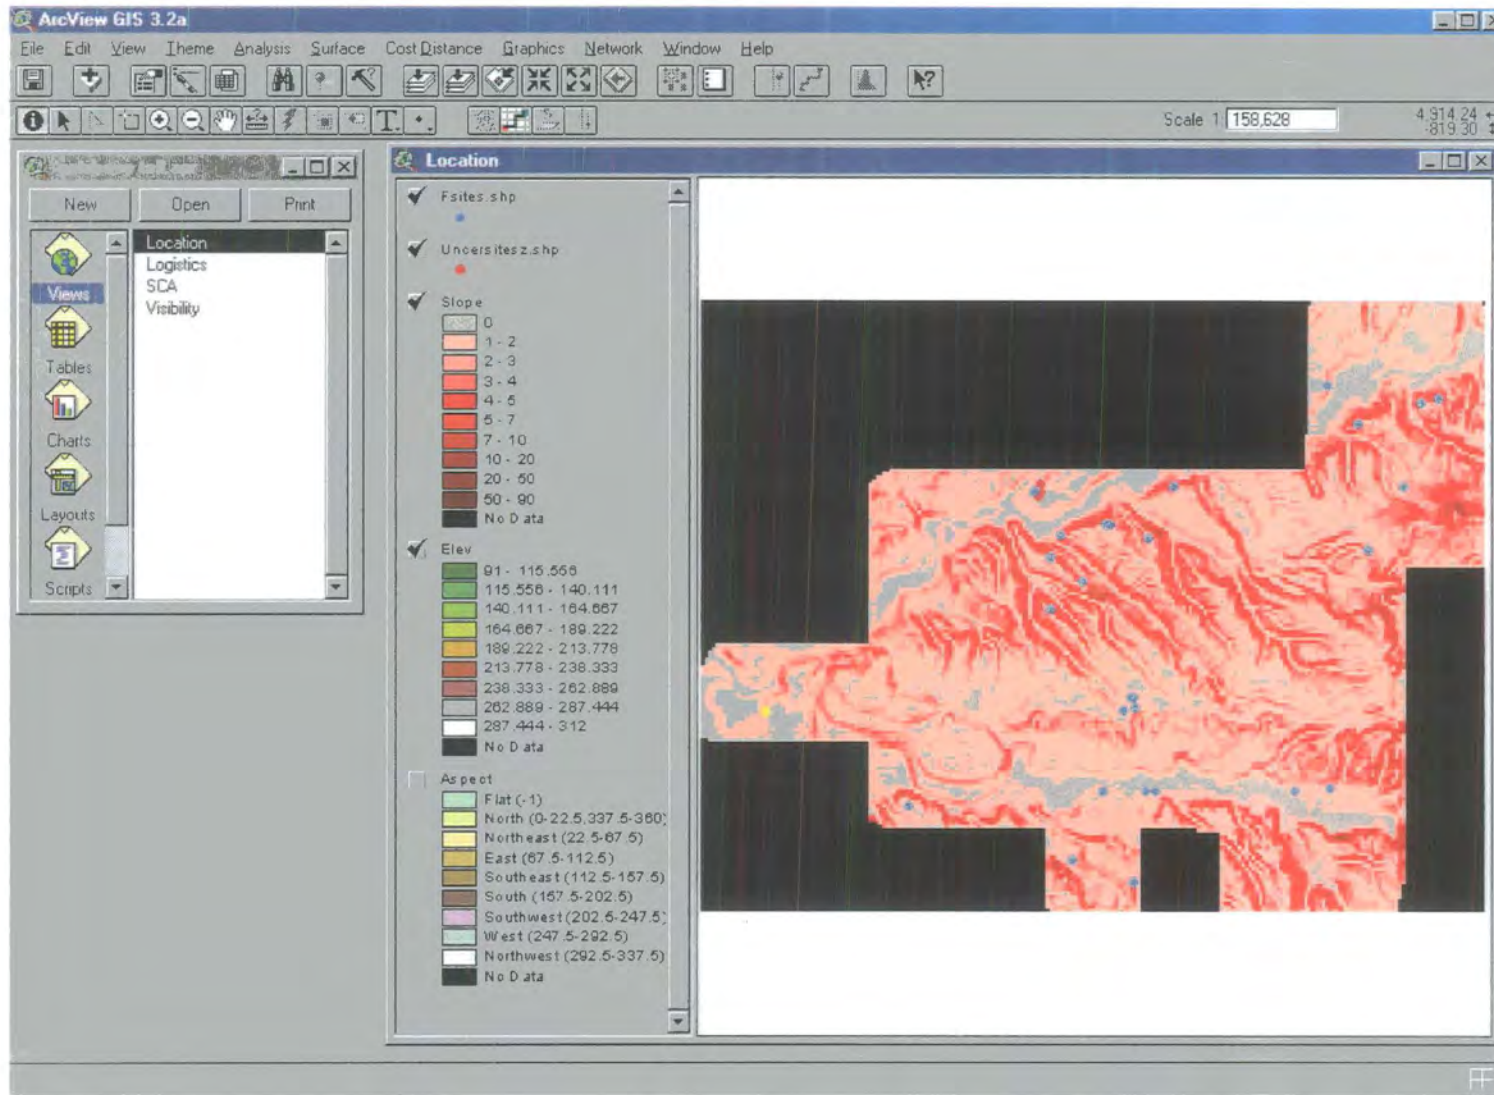 ArcView GIS 3.2a
File Edit View Theme Analysis Surface Cost Distance Graphics Network Window Help
Scale 1: 158,628
4,914.24
-819.30
New Open Print
Views
Tables
Charts
Layouts
Scripts
Location
Logistics
SCA
Visibility
Location
Fsites.shp
Uncersitesz.shp
Slope
0
1 - 2
2 - 3
3 - 4
4 - 5
5 - 7
7 - 10
10 - 20
20 - 50
50 - 90
No Data
Elev
91 - 115.556
115.556 - 140.111
140.111 - 164.667
164.667 - 189.222
189.222 - 213.778
213.778 - 238.333
238.333 - 262.889
262.889 - 287.444
287.444 - 312
No Data
Aspect
Flat (-1)
North (0-22.5,337.5-360)
Northeast (22.5-67.5)
East (67.5-112.5)
Southeast (112.5-157.5)
South (157.5-202.5)
Southwest (202.5-247.5)
West (247.5-292.5)
Northwest (292.5-337.5)
No Data